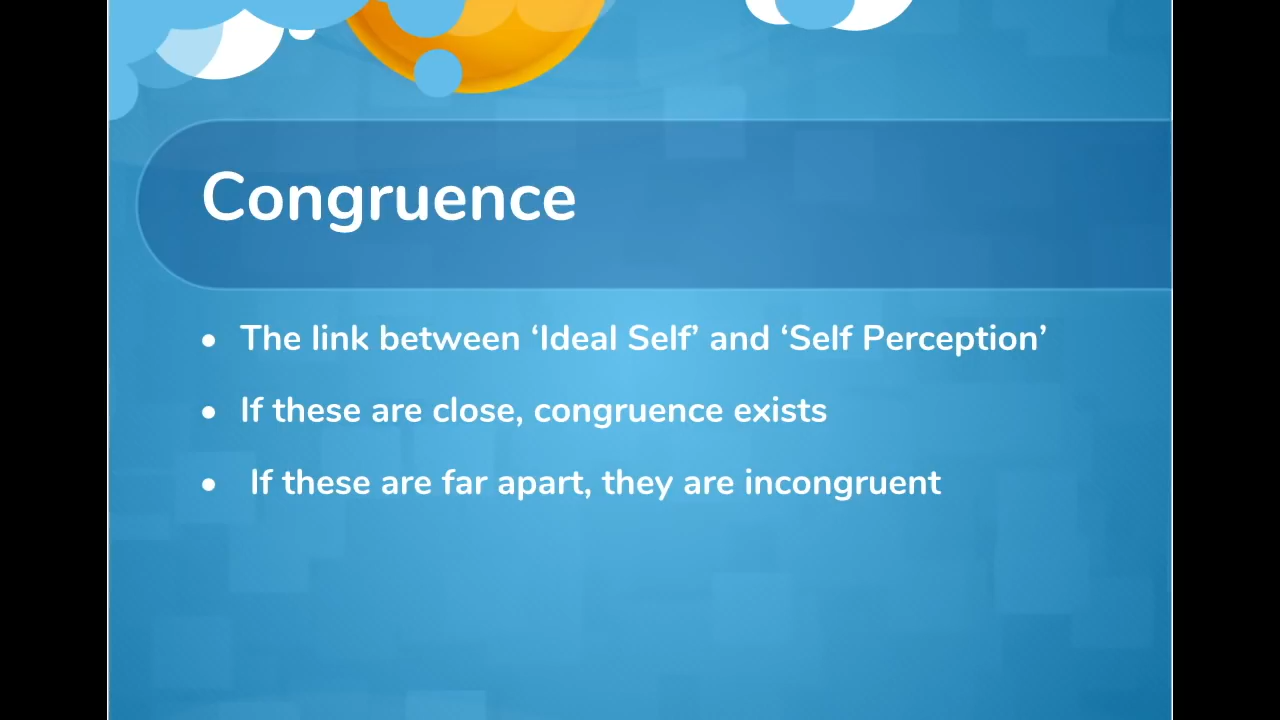 Congruence
• The link between ‘Ideal Self’ and ‘Self Perception’
• If these are close, congruence exists
• If these are far apart, they are incongruent